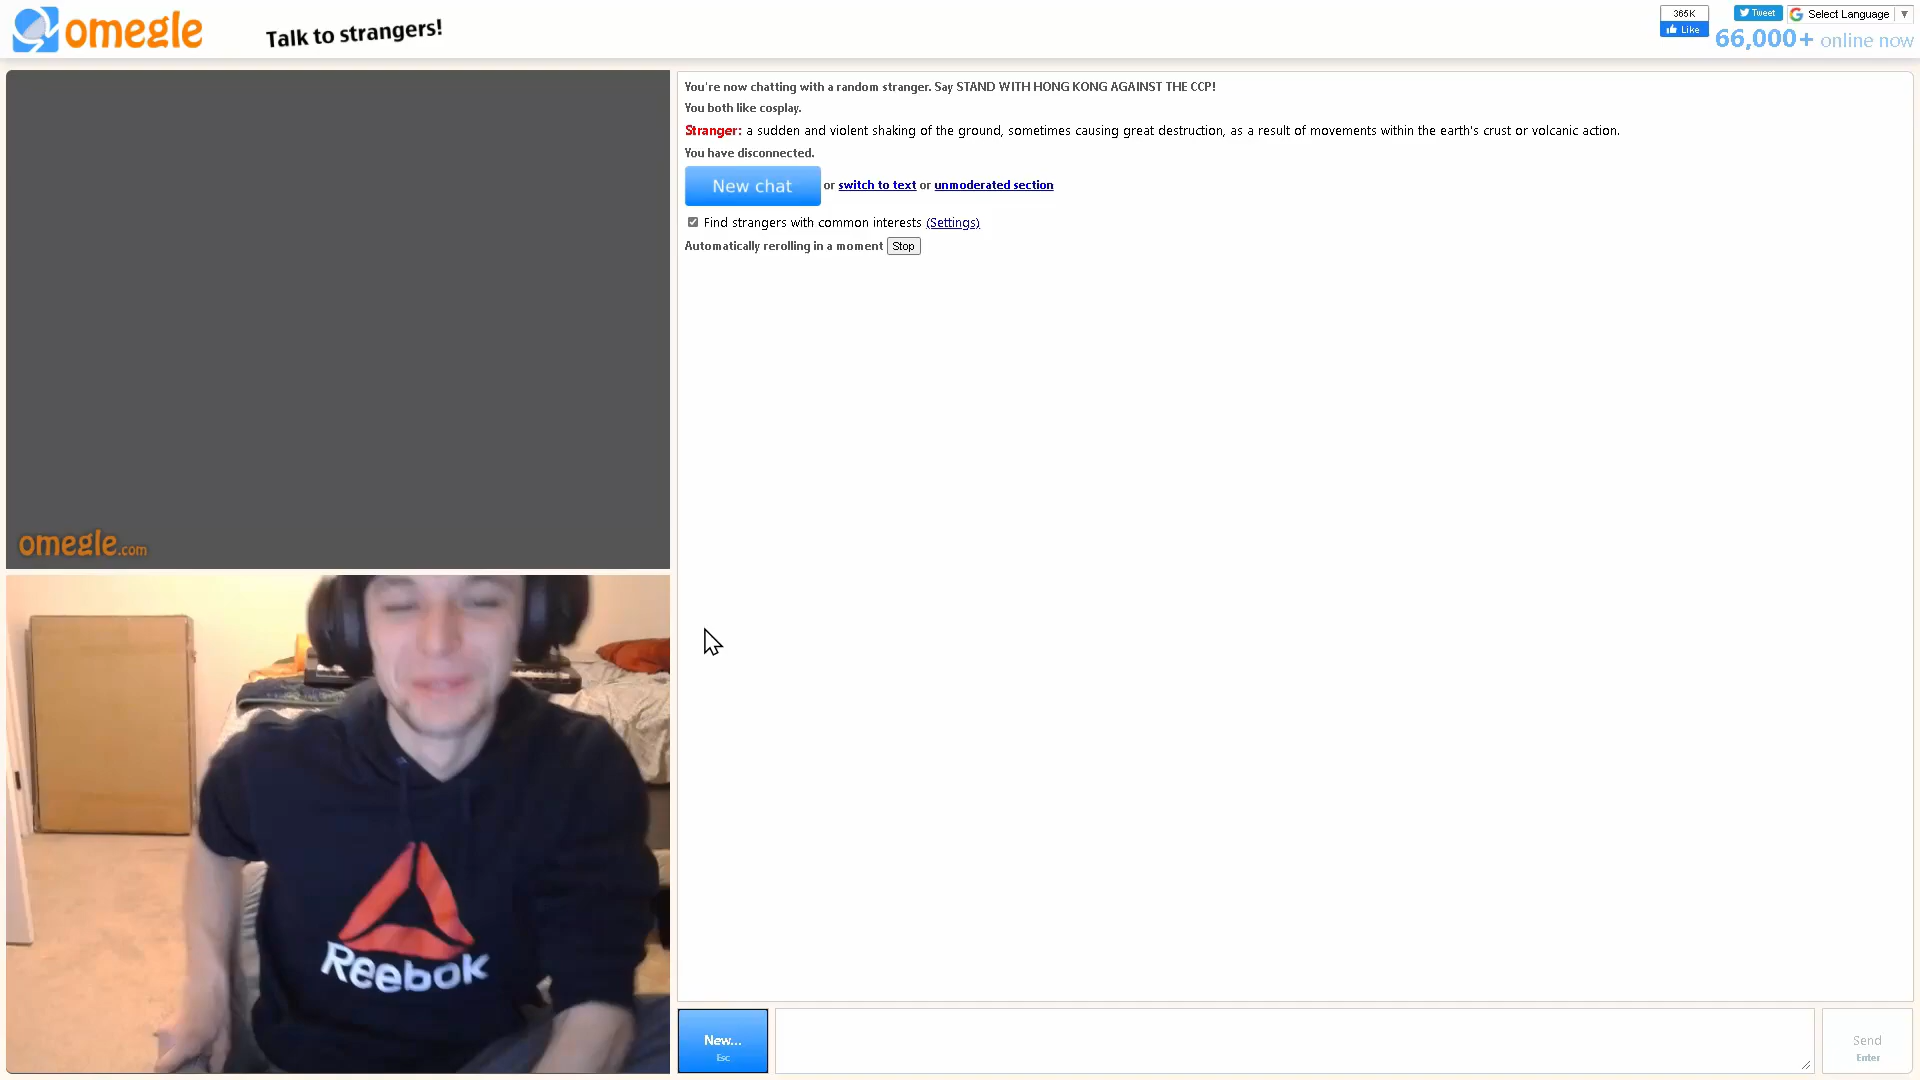 omegle
Talk to strangers!
365K
Like
Tweet
Select Language
66,000+ online now
You're now chatting with a random stranger. Say STAND WITH HONG KONG AGAINST THE CCP!
You both like cosplay.
Stranger: a sudden and violent shaking of the ground, sometimes causing great destruction, as a result of movements within the earth's crust or volcanic action.
You have disconnected.
New chat or switch to text or unmoderated section
Find strangers with common interests (Settings)
Automatically rerolling in a moment Stop
omegle.com
Reebok
New...
Esc
Send
Enter